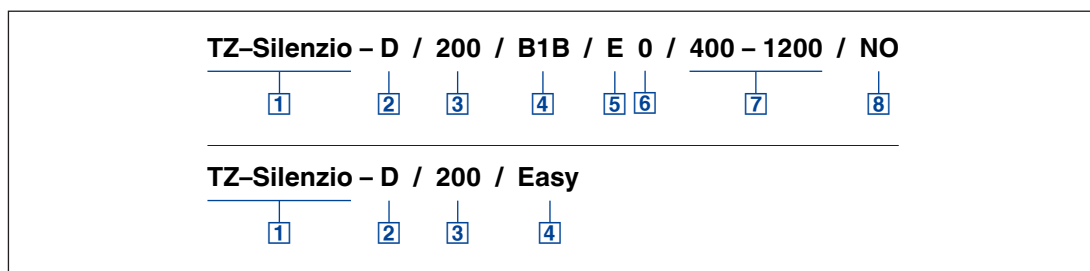 TZ–Silenzio – D / 200 / B1B / E 0 / 400 – 1200 / NO
1 2 3 4 5 6 7 8
TZ–Silenzio – D / 200 / Easy
1 2 3 4